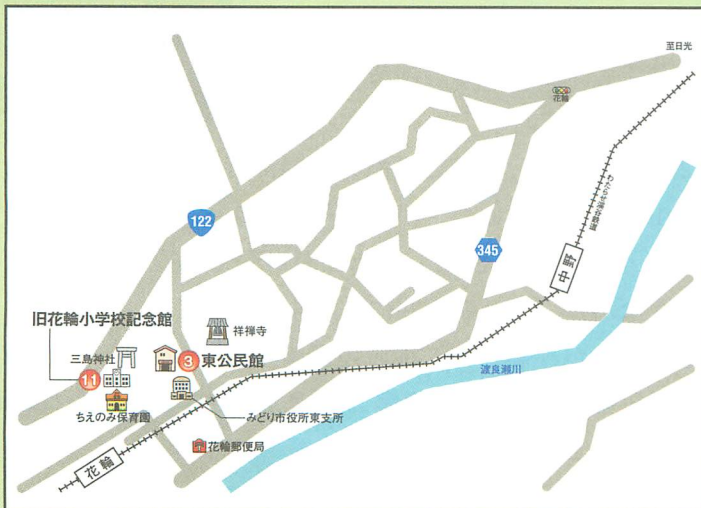 至日光
花輪
わたらせ渓谷鉄道
122
345
中野
旧花輪小学校記念館
祥禅寺
三島神社
3
東公民館
11
渡良瀬川
ちえのみ保育園
みどり市役所東支所
花輪郵便局
花輪